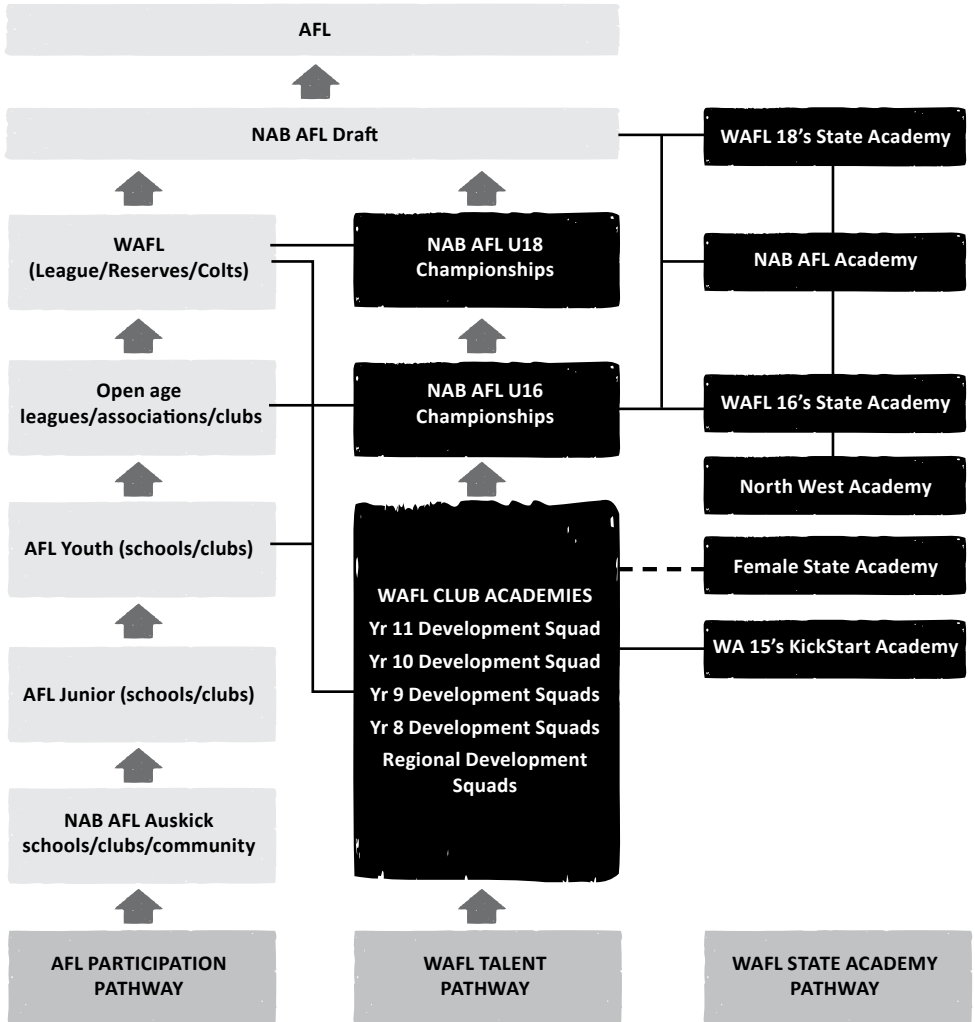 AFL
NAB AFL Draft
WAFL 18's State Academy
WAFL
(League/Reserves/Colts)
NAB AFL U18
Championships
NAB AFL Academy
Open age
leagues/associations/clubs
NAB AFL U16
Championships
WAFL 16's State Academy
North West Academy
AFL Youth (schools/clubs)
WAFL CLUB ACADEMIES
Yr 11 Development Squad
Yr 10 Development Squad
Yr 9 Development Squads
Yr 8 Development Squads
Regional Development
Squads
Female State Academy
WA 15's KickStart Academy
AFL Junior (schools/clubs)
NAB AFL Auskick
schools/clubs/community
AFL PARTICIPATION
PATHWAY
WAFL TALENT
PATHWAY
WAFL STATE ACADEMY
PATHWAY